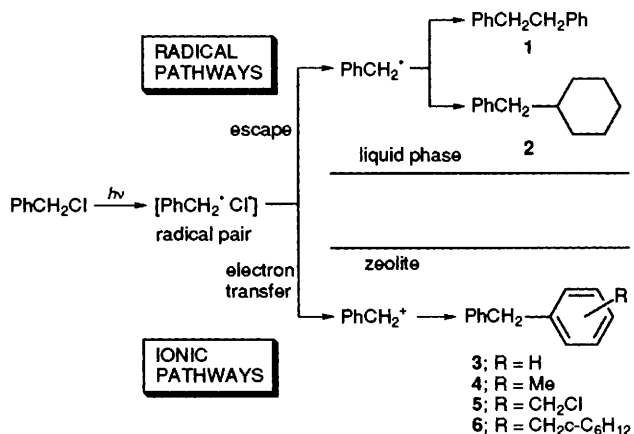 RADICAL
PATHWAYS
PhCH₂CH₂Ph
1
PhCH₂•
PhCH₂
2
escape
liquid phase
PhCH₂Cl
hν
[PhCH₂• Cl•]
radical pair
zeolite
electron
transfer
R
PhCH₂⁺
PhCH₂
IONIC
PATHWAYS
3; R = H
4; R = Me
5; R = CH₂Cl
6; R = CH₂c-C₆H₁₂